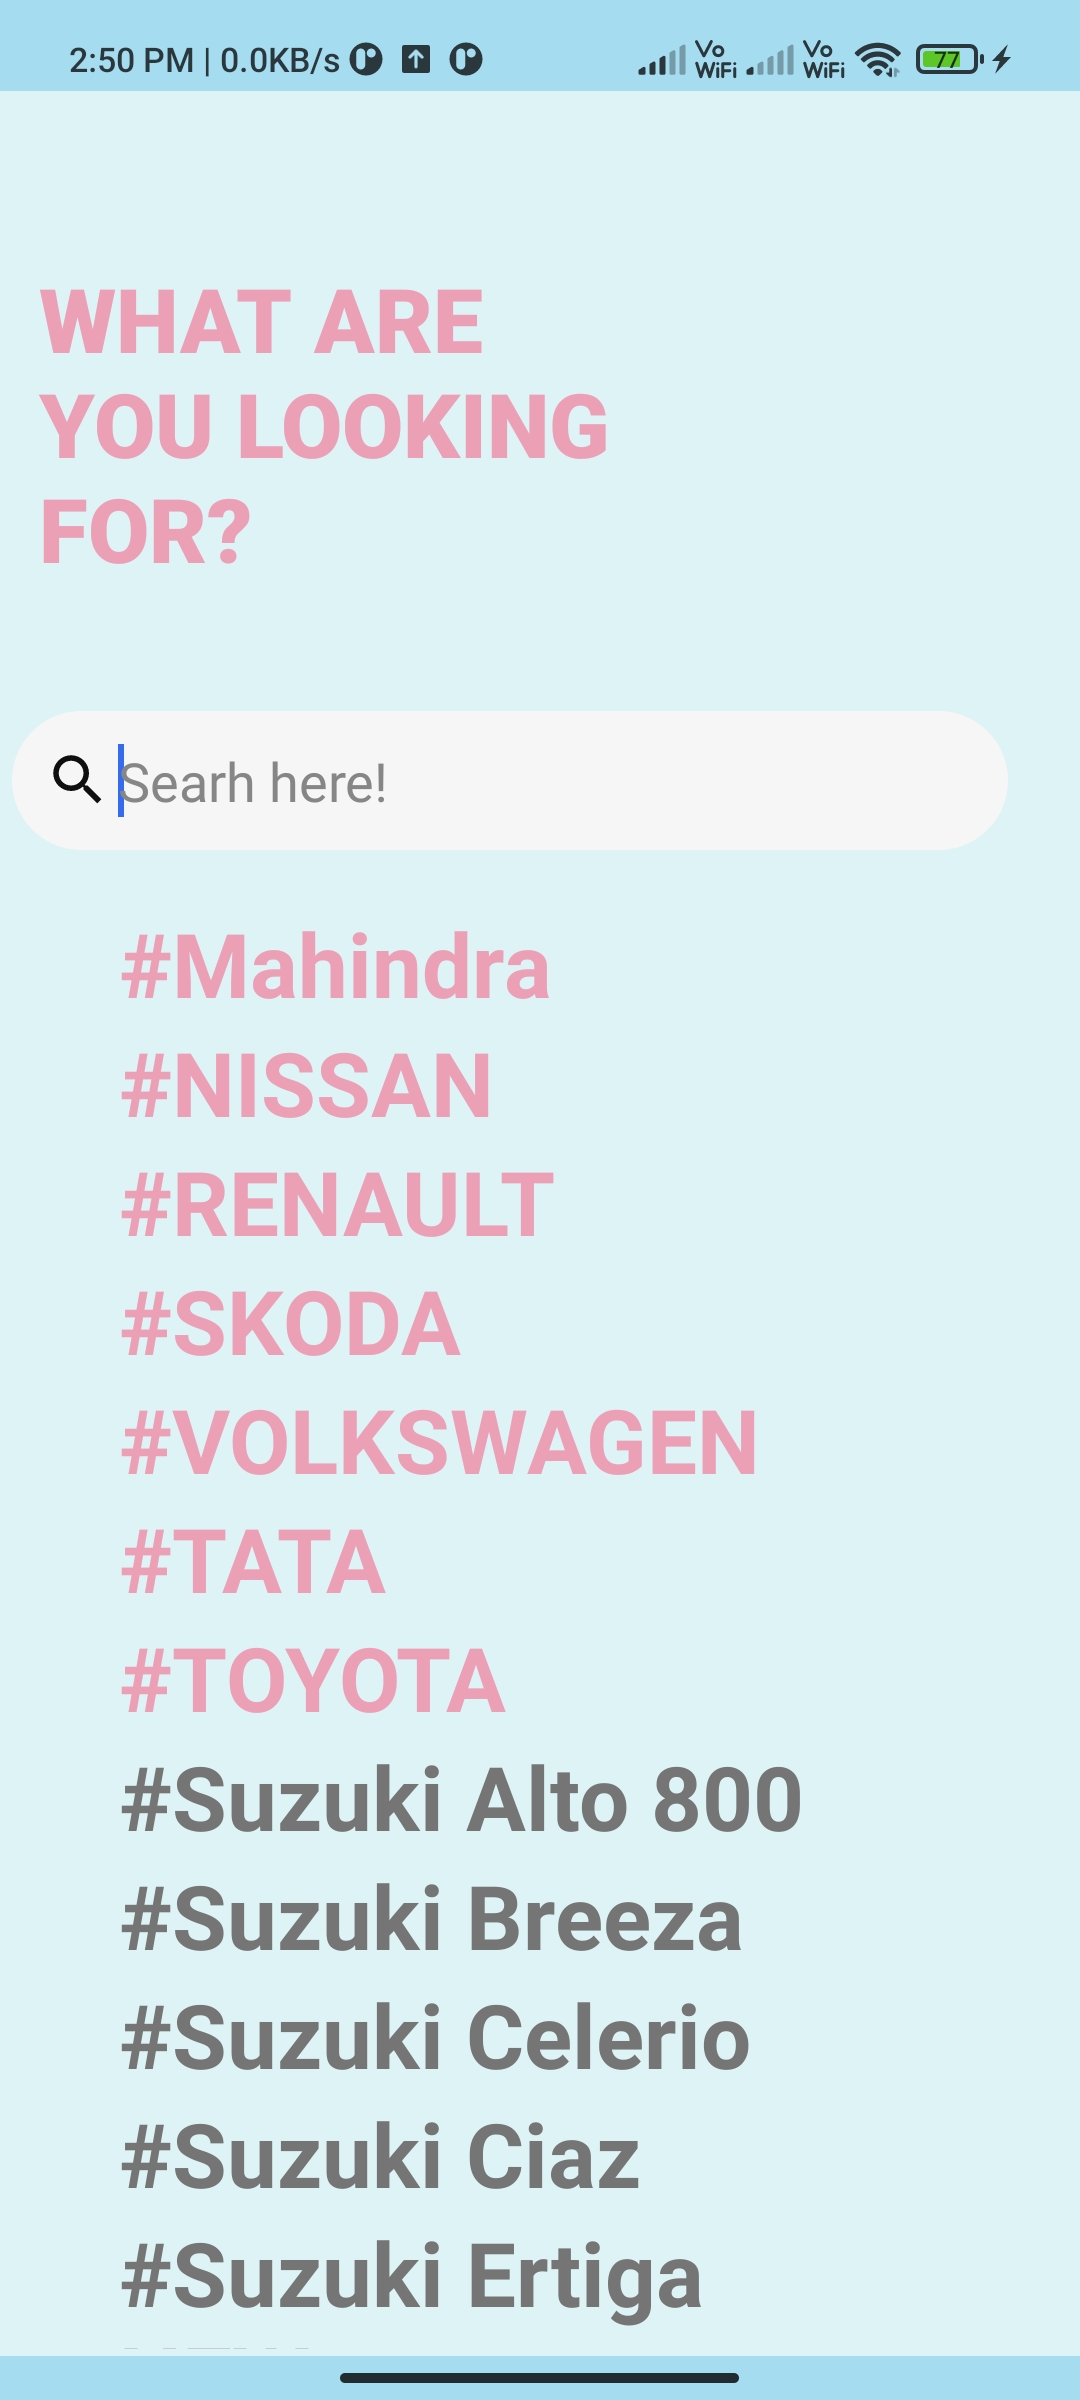 2:50 PM | 0.0KB/s Vo WiFi Vo WiFi 77
WHAT ARE
YOU LOOKING
FOR?
Searh here!
#Mahindra
#NISSAN
#RENAULT
#SKODA
#VOLKSWAGEN
#TATA
#TOYOTA
#Suzuki Alto 800
#Suzuki Breeza
#Suzuki Celerio
#Suzuki Ciaz
#Suzuki Ertiga